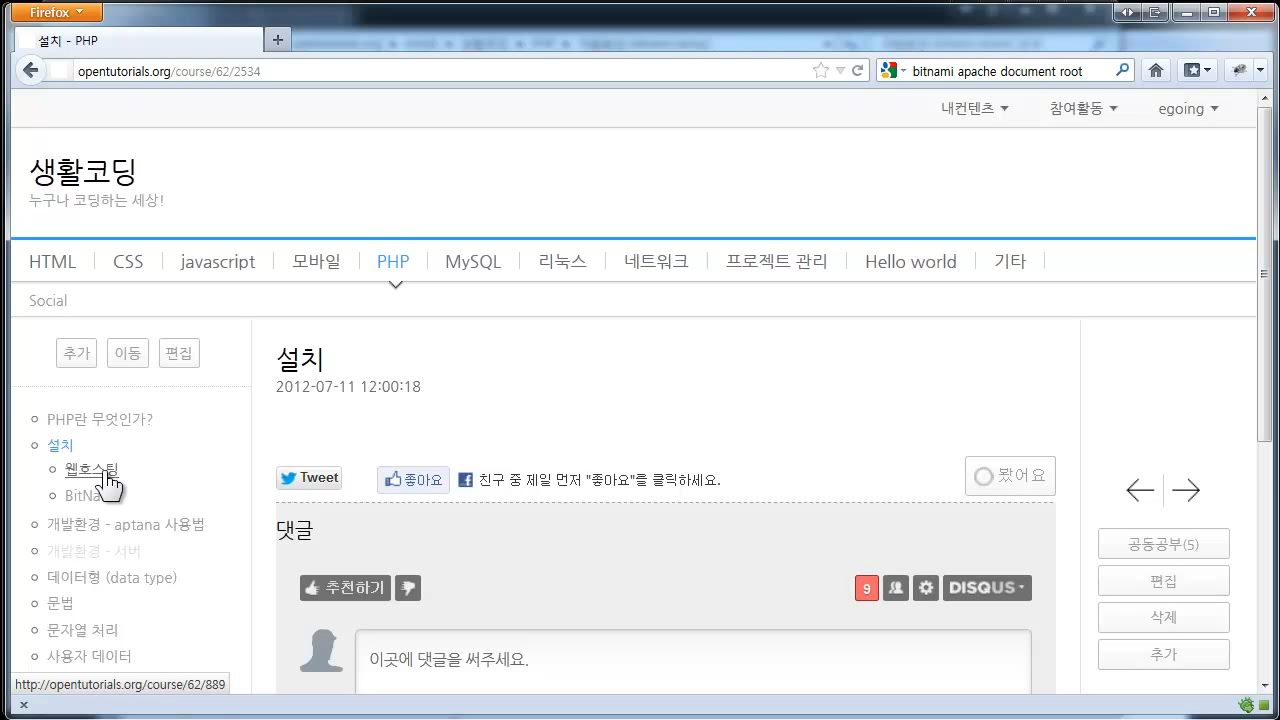 Firefox
설치 - PHP
opentutorials.org/course/62/2534
bitnami apache document root
내컨텐츠
참여활동
egoing
생활코딩
누구나 코딩하는 세상!
HTML
CSS
javascript
모바일
PHP
MySQL
리눅스
네트워크
프로젝트 관리
Hello world
기타
Social
추가
이동
편집
PHP란 무엇인가?
설치
웹호스팅
BitNa
개발환경 - aptana 사용법
개발환경 - 서버
데이터형 (data type)
문법
문자열 처리
사용자 데이터
설치
2012-07-11 12:00:18
Tweet
좋아요
친구 중 제일 먼저 "좋아요"를 클릭하세요.
봤어요
댓글
추천하기
9
DISQUS
이곳에 댓글을 써주세요.
공동공부(5)
편집
삭제
추가
http://opentutorials.org/course/62/889